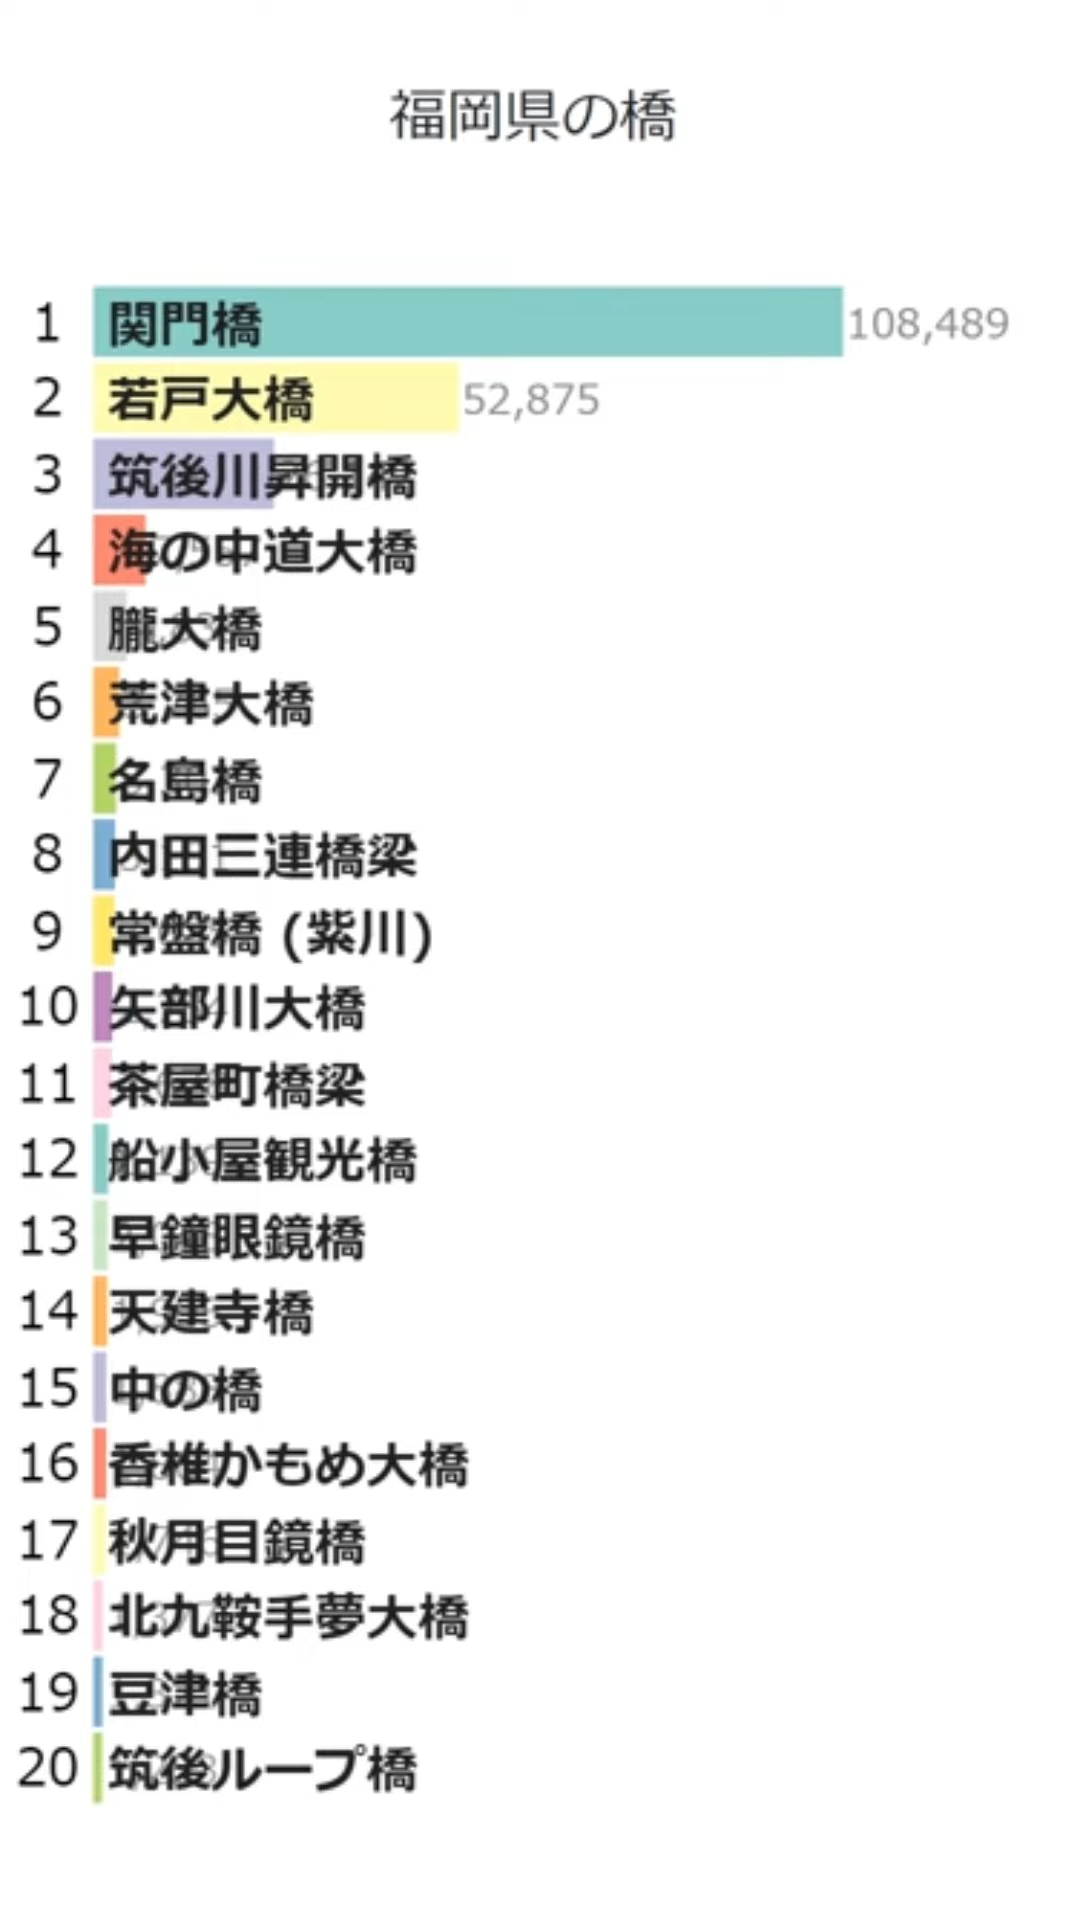 福岡県の橋
1 関門橋 108,489
2 若戸大橋 52,875
3 筑後川昇開橋
4 海の中道大橋
5 朧大橋
6 荒津大橋
7 名島橋
8 内田三連橋梁
9 常盤橋 (紫川)
10 矢部川大橋
11 茶屋町橋梁
12 船小屋観光橋
13 早鐘眼鏡橋
14 天建寺橋
15 中の橋
16 香椎かもめ大橋
17 秋月目鏡橋
18 北九鞍手夢大橋
19 豆津橋
20 筑後ループ橋